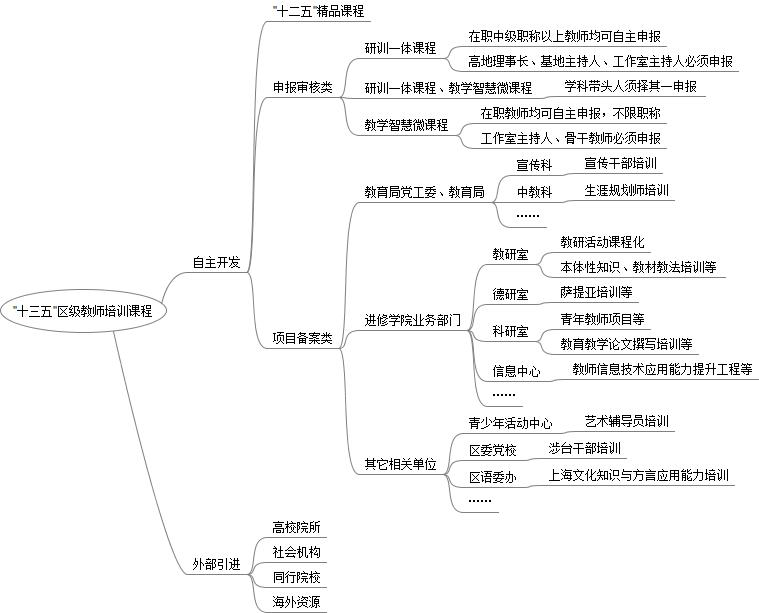 "十三五"区级教师培训课程
自主开发
"十二五"精品课程
申报审核类
研训一体课程
在职中级职称以上教师均可自主申报
高地理事长、基地主持人、工作室主持人必须申报
研训一体课程、教学智慧微课程
学科带头人须择其一申报
教学智慧微课程
在职教师均可自主申报，不限职称
工作室主持人、骨干教师必须申报
项目备案类
教育局党工委、教育局
宣传科
宣传干部培训
中教科
生涯规划师培训
......
进修学院业务部门
教研室
教研活动课程化
本体性知识、教材教法培训等
德研室
萨提亚培训等
科研室
青年教师项目等
教育教学论文撰写培训等
信息中心
教师信息技术应用能力提升工程等
......
其它相关单位
青少年活动中心
艺术辅导员培训
区委党校
涉台干部培训
区语委办
上海文化知识与方言应用能力培训
......
外部引进
高校院所
社会机构
同行院校
海外资源